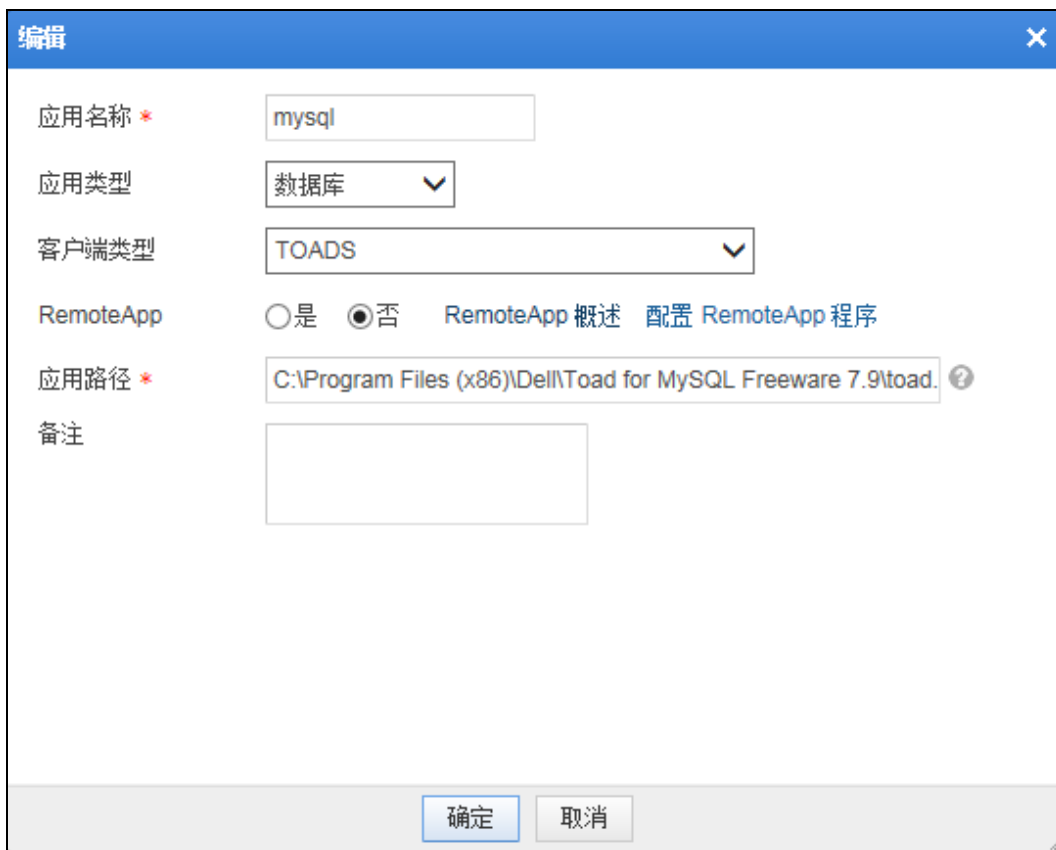 编辑
应用名称 *
mysql
应用类型
数据库
客户端类型
TOADS
RemoteApp
是 否 RemoteApp 概述 配置 RemoteApp 程序
应用路径 *
C:\Program Files (x86)\Dell\Toad for MySQL Freeware 7.9\toad.
备注
确定 取消